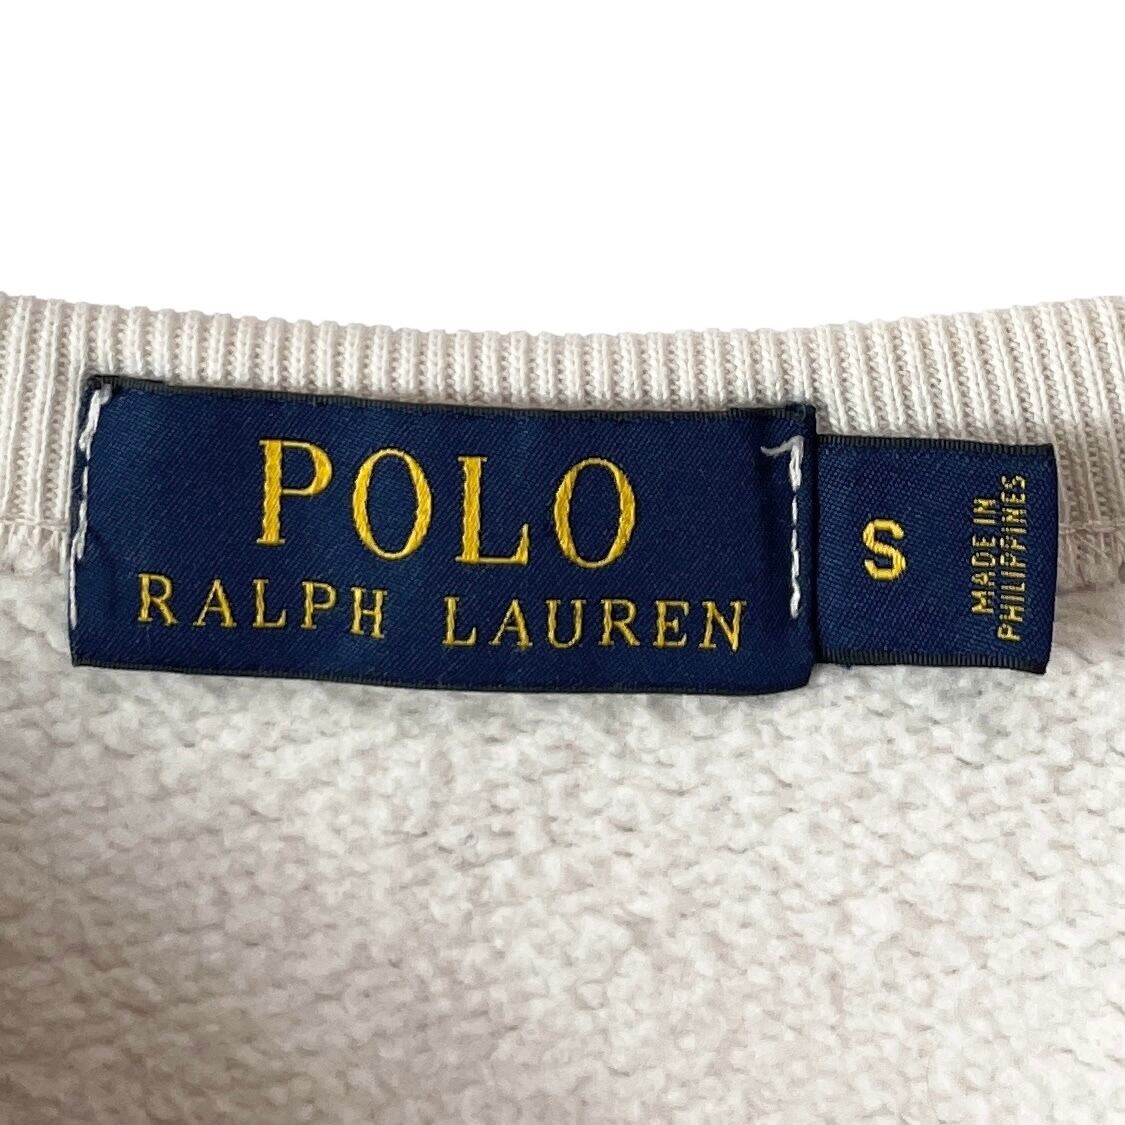 POLO
RALPH LAUREN
S
MADE IN
PHILIPPINES